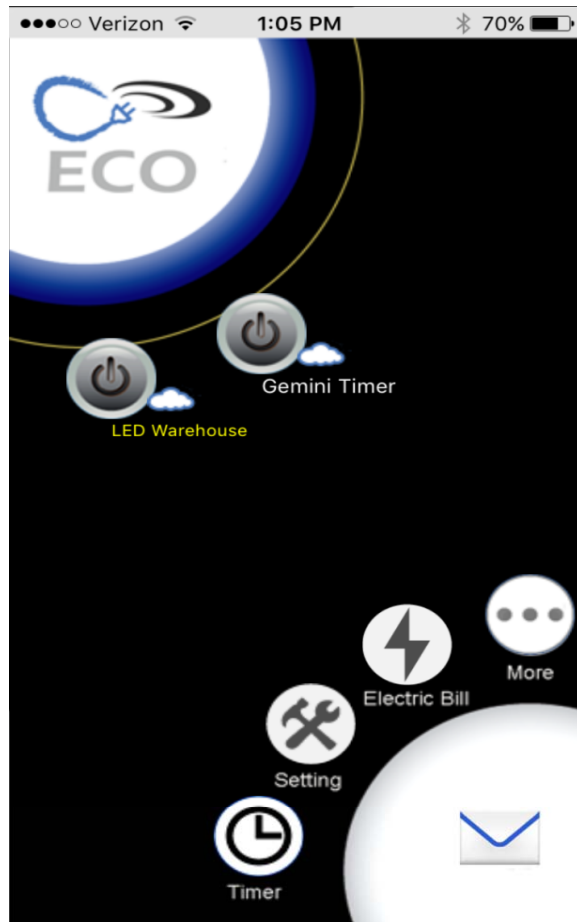 Verizon 1:05 PM 70%
ECO
Gemini Timer
LED Warehouse
More
Electric Bill
Setting
Timer